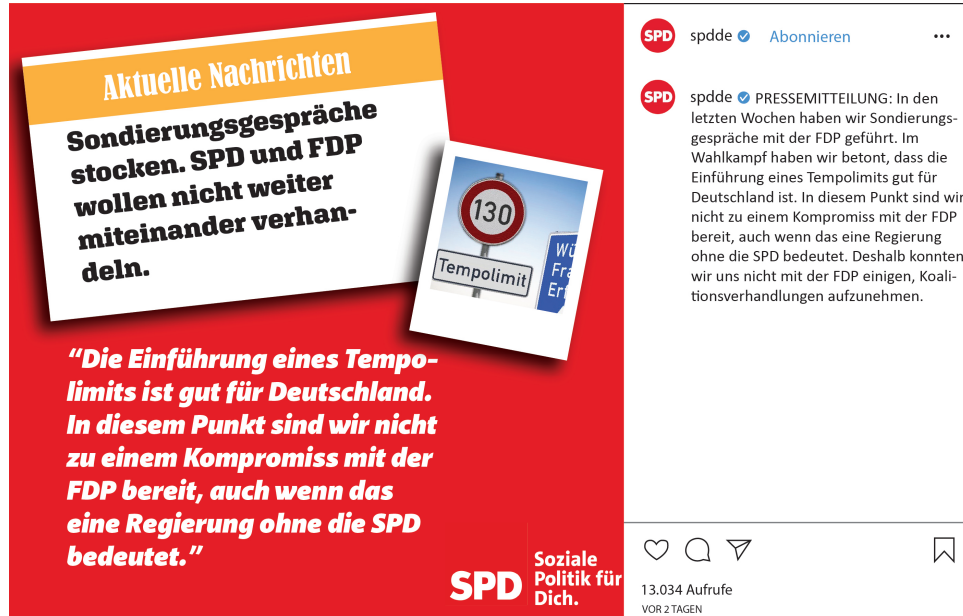 Aktuelle Nachrichten
Sondierungsgespräche
stocken. SPD und FDP
wollen nicht weiter
miteinander verhan-
deln.
130
Tempolimit
Wü
Fra
Erf
“Die Einführung eines Tempo-
limits ist gut für Deutschland.
In diesem Punkt sind wir nicht
zu einem Kompromiss mit der
FDP bereit, auch wenn das
eine Regierung ohne die SPD
bedeutet.”
SPD
Soziale
Politik für
Dich.
SPD
spdde Abonnieren
SPD
spdde PRESSEMITTEILUNG: In den
letzten Wochen haben wir Sondierungs-
gespräche mit der FDP geführt. Im
Wahlkampf haben wir betont, dass die
Einführung eines Tempolimits gut für
Deutschland ist. In diesem Punkt sind wir
nicht zu einem Kompromiss mit der FDP
bereit, auch wenn das eine Regierung
ohne die SPD bedeutet. Deshalb konnten
wir uns nicht mit der FDP einigen, Koali-
tionsverhandlungen aufzunehmen.
13.034 Aufrufe
VOR 2 TAGEN